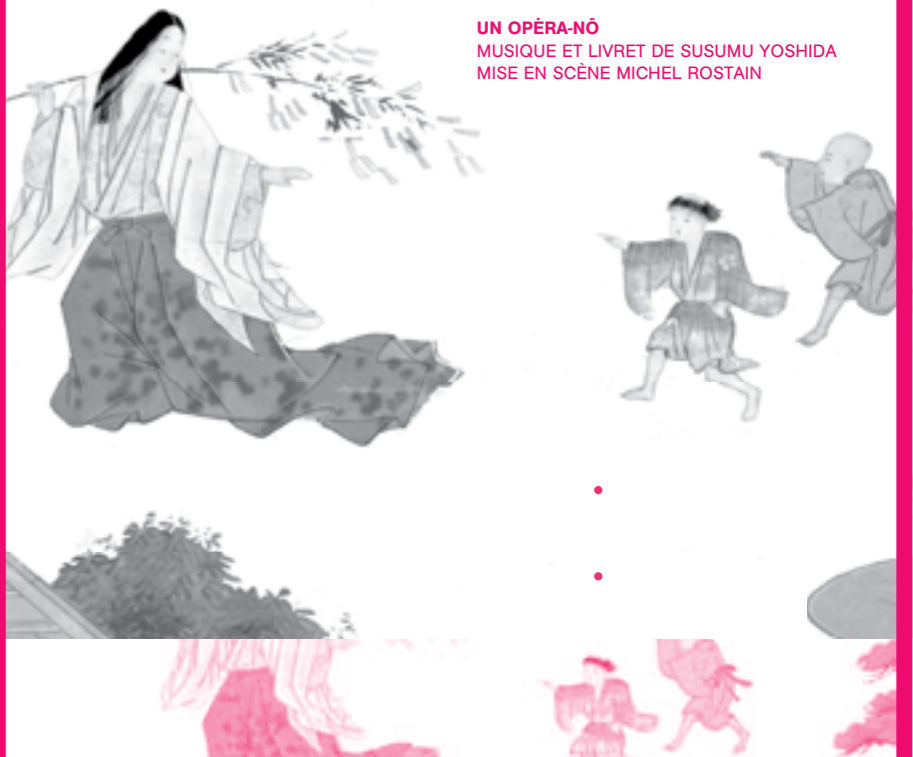 UN OPÉRA-NÔ
MUSIQUE ET LIVRET DE SUSUMU YOSHIDA
MISE EN SCÈNE MICHEL ROSTAIN